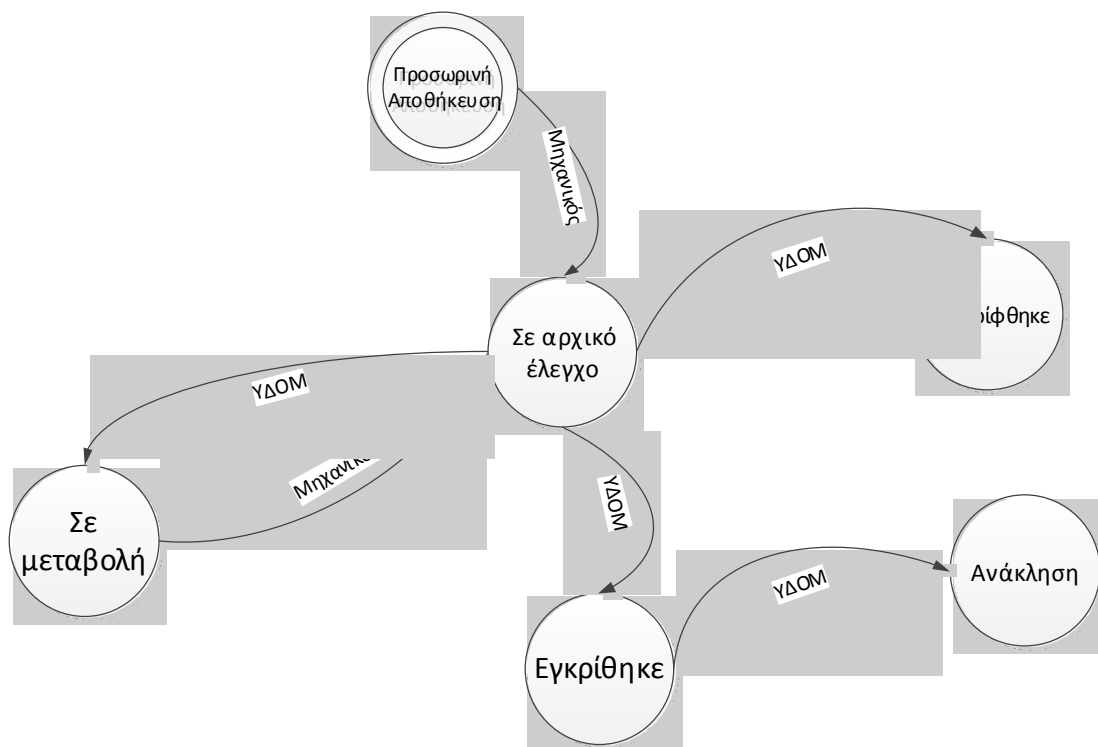 Προσωρινή
Αποθήκευση
Μηχανικός
ΥΔΟΜ
Σε αρχικό
έλεγχο
ΥΔΟΜ
Σε
μεταβολή
ΥΔΟΜ
Ανάκληση
ΥΔΟΜ
Εγκρίθηκε